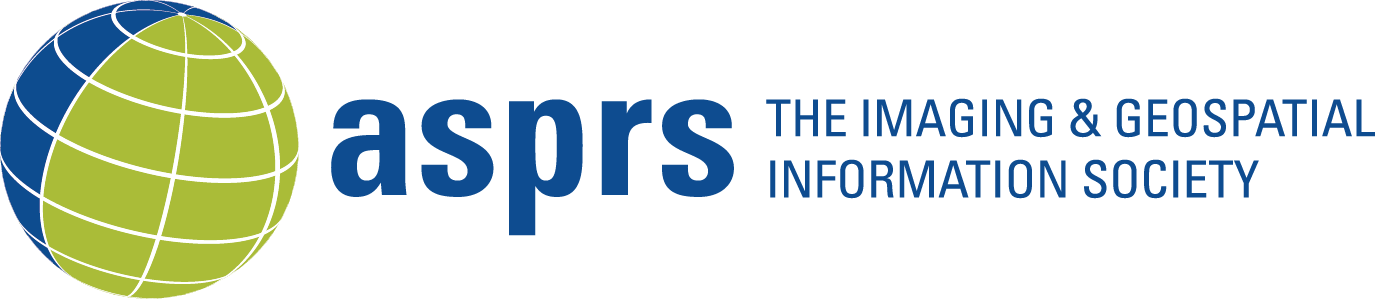 asprs
THE IMAGING & GEOSPATIAL
INFORMATION SOCIETY